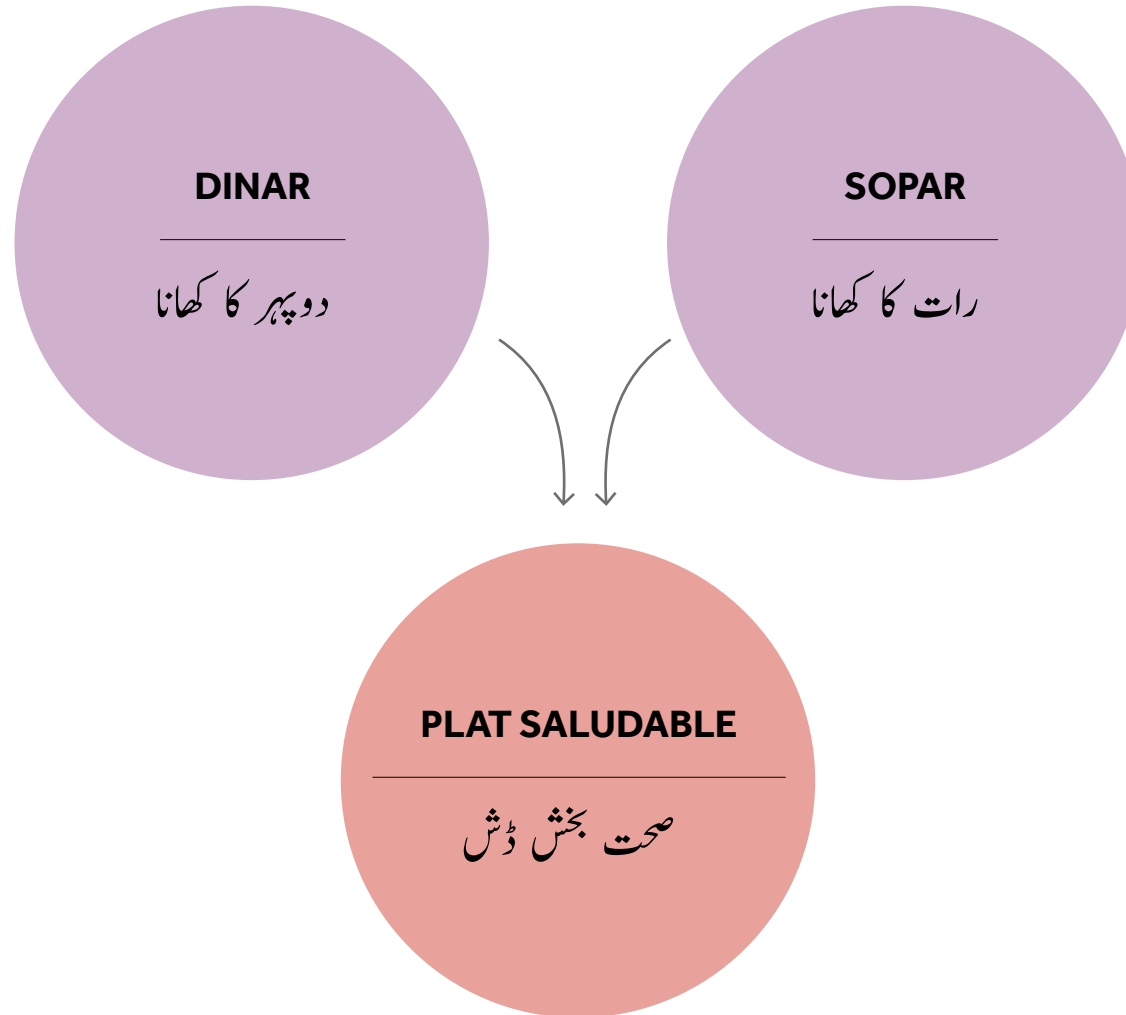 DINAR
دوپہر کا کھانا
SOPAR
رات کا کھانا
PLAT SALUDABLE
صحت بخش ڈش